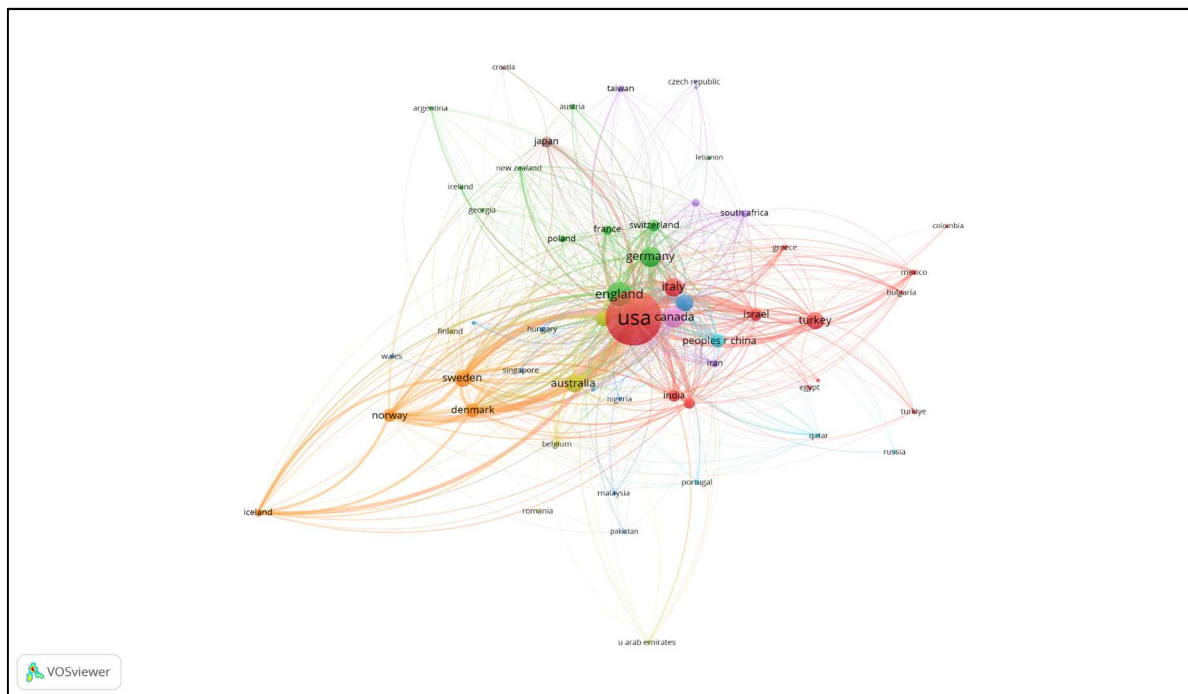 croatia
taiwan
czech republic
argentina
austria
japan
lebanon
new zealand
ireland
georgia
south africa
switzerland
france
poland
colombia
greece
germany
mexico
italy
bulgaria
england
usa
canada
israel
turkey
finland
hungary
peoples r china
wales
singapore
iran
sweden
australia
egypt
nigeria
india
norway
denmark
turkiye
qatar
belgium
russia
portugal
malaysia
iceland
romania
pakistan
u arab emirates
VOSviewer